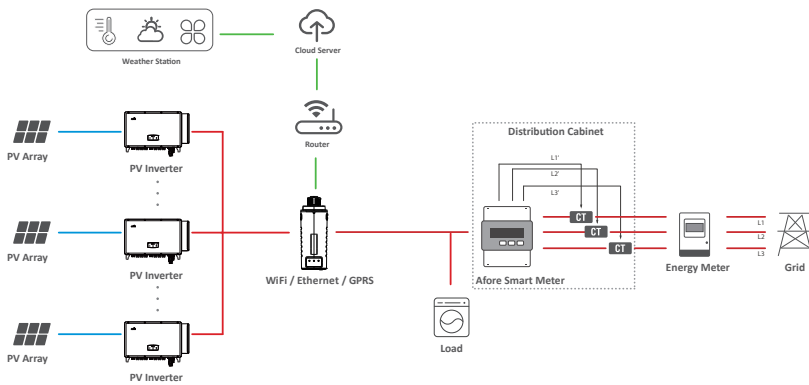 Weather Station
Cloud Server
Router
Distribution Cabinet
L1'
L2'
L3'
PV Array
PV Inverter
PV Array
PV Inverter
PV Array
PV Inverter
WiFi / Ethernet / GPRS
CT
CT
CT
Afore Smart Meter
Load
Energy Meter
L1
L2
L3
Grid